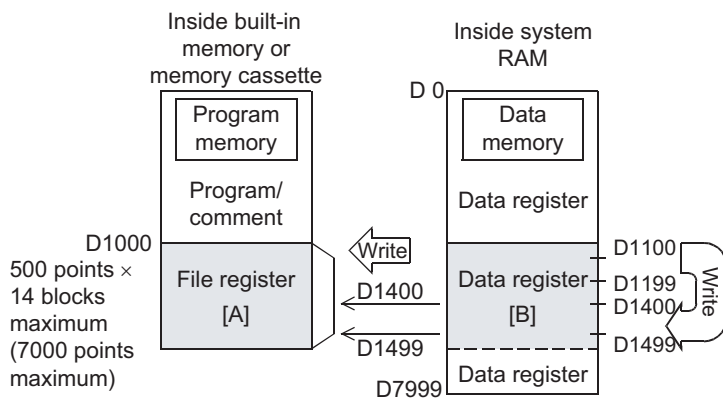 Inside built-in
memory or
memory cassette
Program
memory
Program/
comment
D1000
500 points ×
14 blocks
maximum
(7000 points
maximum)
File register
[A]
Write
D1400
D1499
Inside system
RAM
D 0
Data
memory
Data register
Data register
[B]
D1100
D1199
D1400
D1499
Write
Data register
D7999